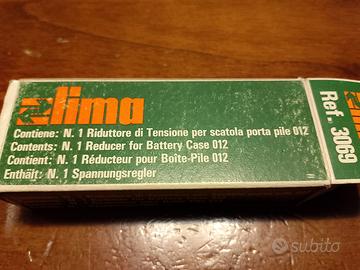 lima
Contiene: N. 1 Riduttore di Tensione per scatola porta pile 012
Contents: N. 1 Reducer for Battery Case 012
Contient: N. 1 Réducteur pour Boîte-Pile 012
Enthält: N. 1 Spannungsregler
Ref. 3069
subito